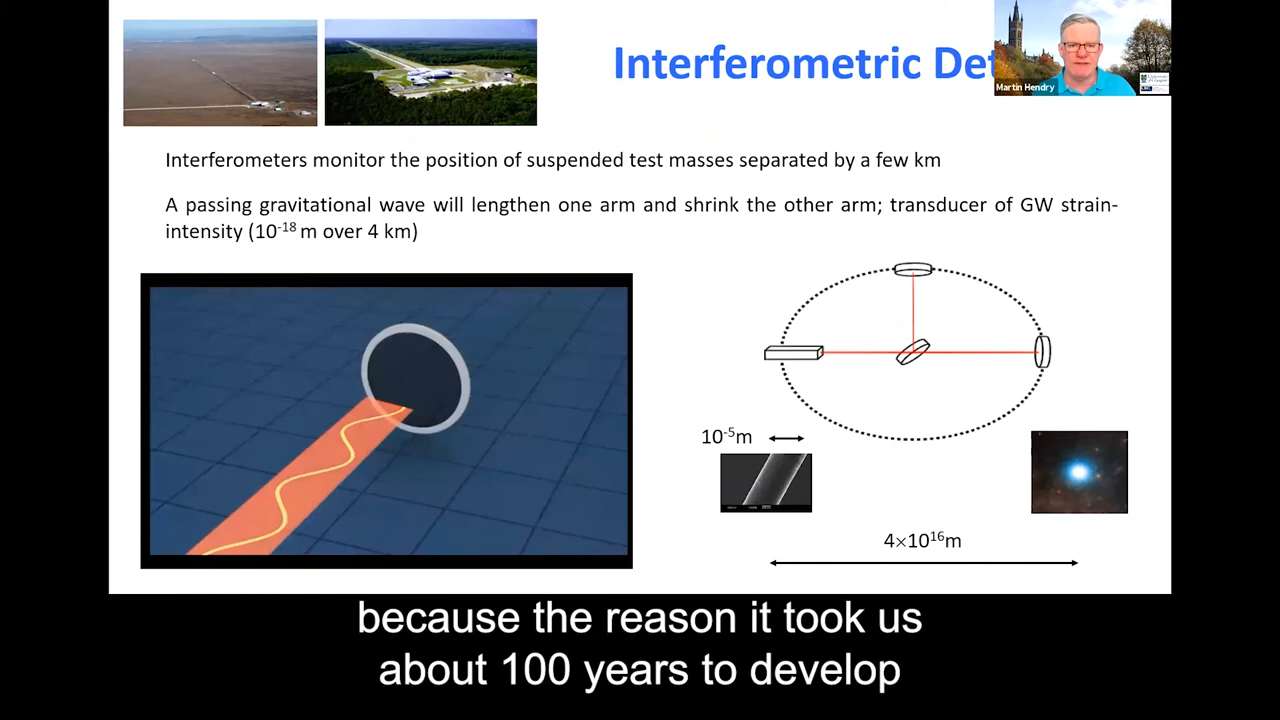 Interferometric Det
Martin Hendry
Interferometers monitor the position of suspended test masses separated by a few km
A passing gravitational wave will lengthen one arm and shrink the other arm; transducer of GW strain-
intensity (10⁻¹⁸ m over 4 km)
10⁻⁵m
4×10¹⁶m
because the reason it took us
about 100 years to develop